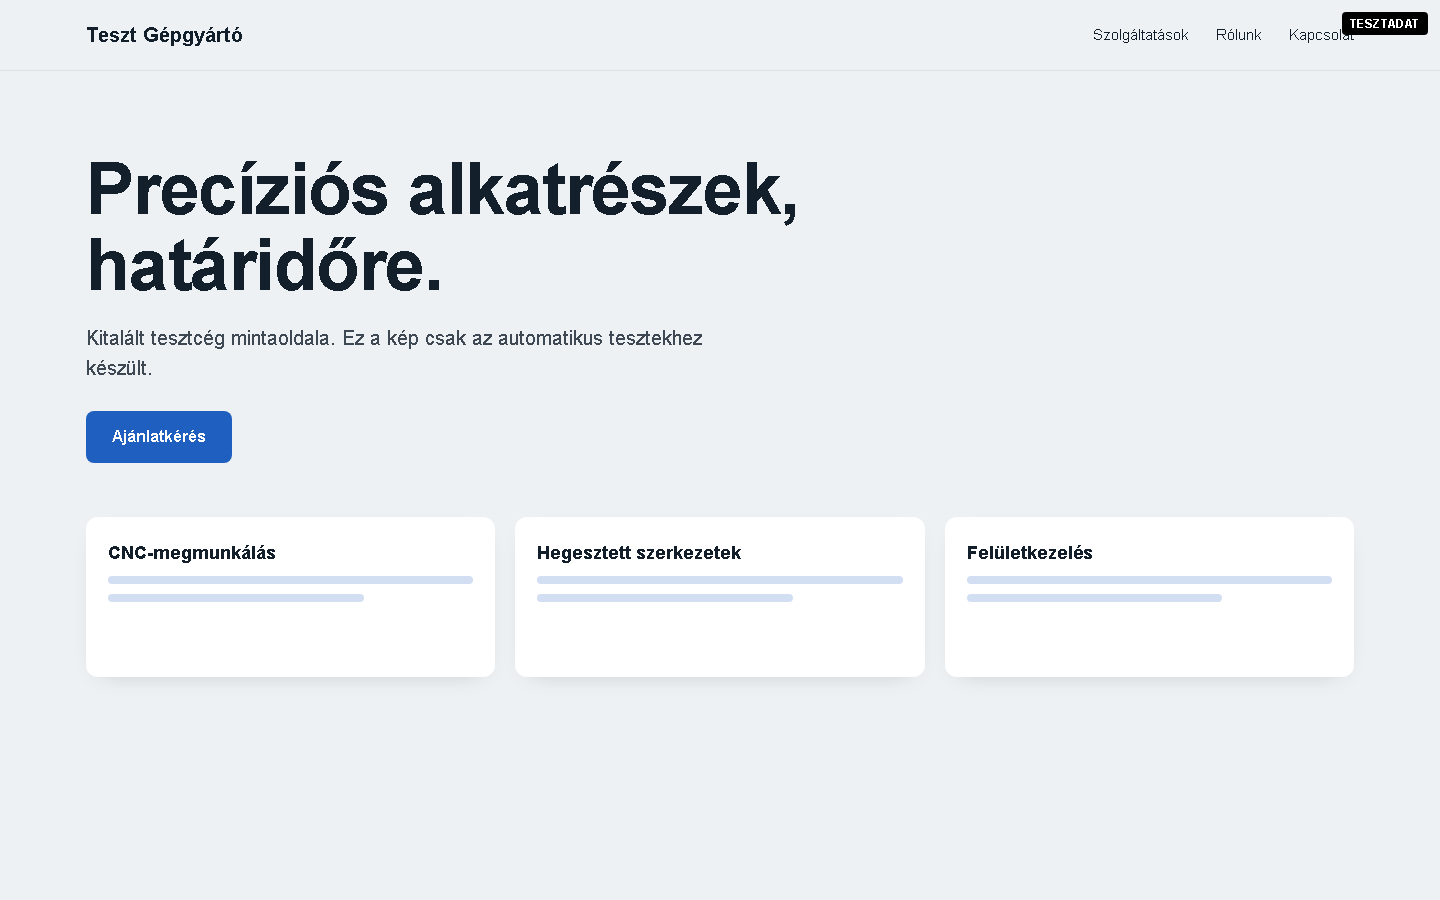 Teszt Gépgyártó
Szolgáltatások Rólunk Kapcsolat
TESZTADAT
Precíziós alkatrészek,
határidőre.
Kitalált tesztcég mintaoldala. Ez a kép csak az automatikus tesztekhez
készült.
Ajánlatkérés
CNC-megmunkálás
Hegesztett szerkezetek
Felületkezelés